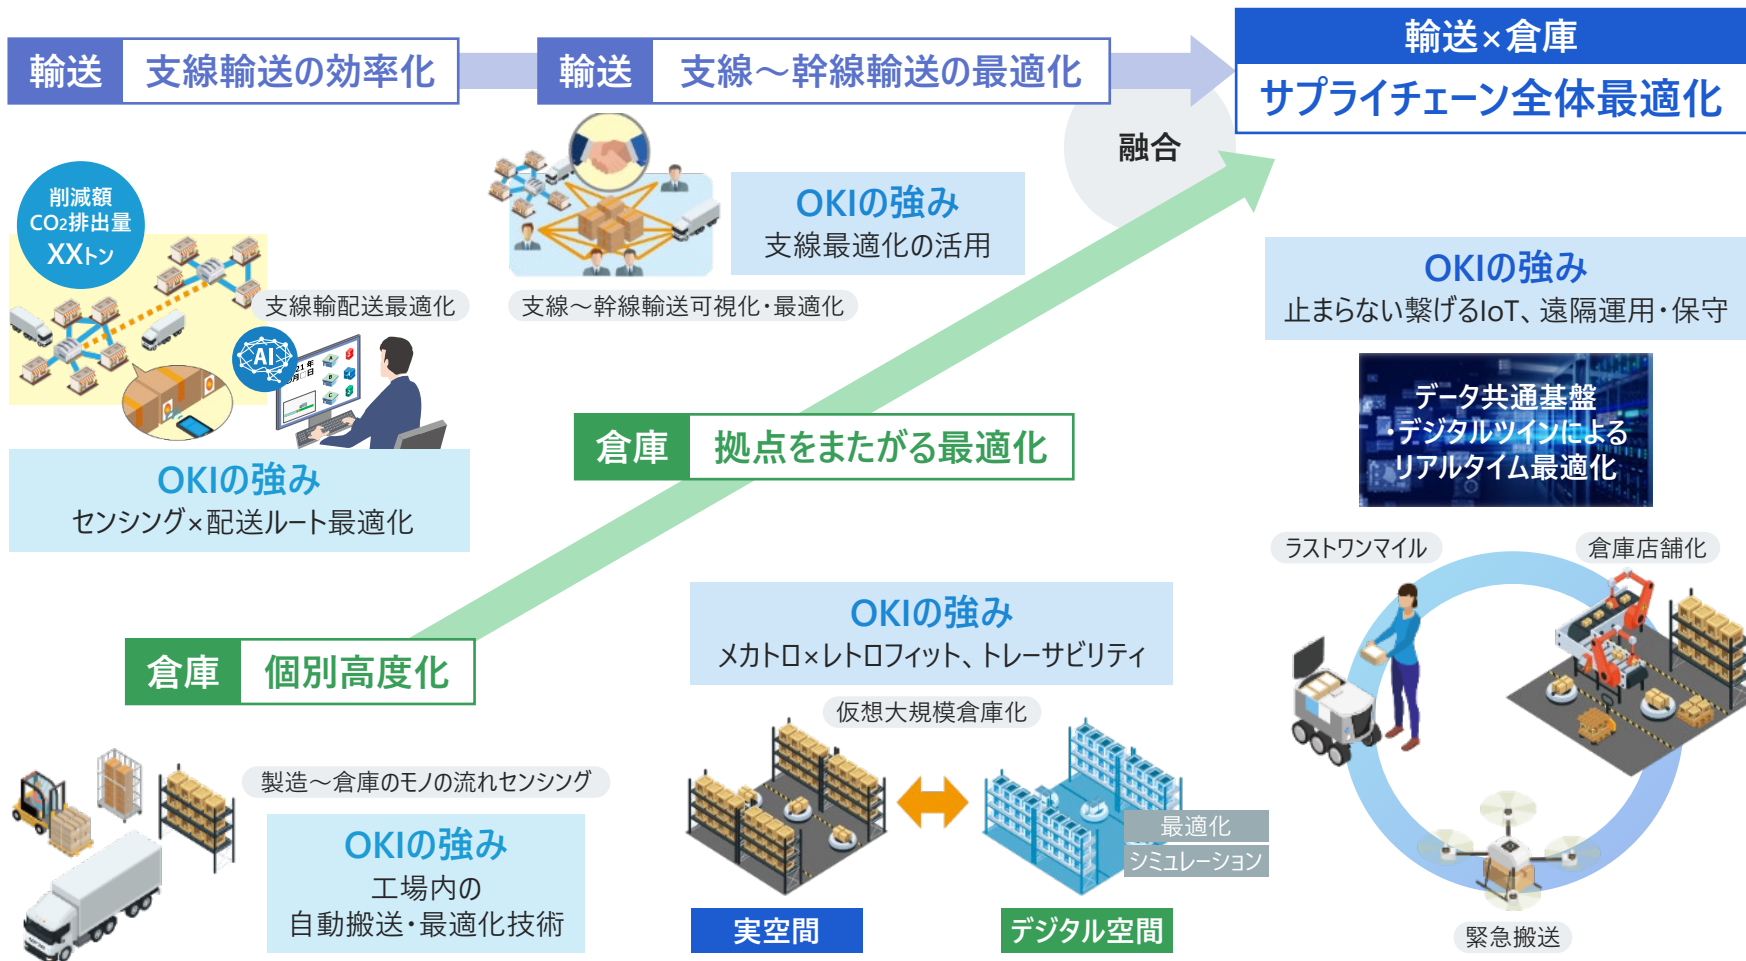 輸送 支線輸送の効率化
輸送 支線～幹線輸送の最適化
輸送×倉庫
サプライチェーン全体最適化
融合
削減額
CO2排出量
XXトン
支線輸配送最適化
AI
OKIの強み
センシング×配送ルート最適化
OKIの強み
支線最適化の活用
支線～幹線輸送可視化・最適化
OKIの強み
止まらない繋げるIoT、遠隔運用・保守
データ共通基盤
・デジタルツインによる
リアルタイム最適化
倉庫 拠点をまたがる最適化
倉庫 個別高度化
製造～倉庫のモノの流れセンシング
OKIの強み
工場内の
自動搬送・最適化技術
OKIの強み
メカトロ×レトロフィット、トレーサビリティ
仮想大規模倉庫化
最適化
シミュレーション
実空間
デジタル空間
ラストワンマイル
倉庫店舗化
緊急搬送